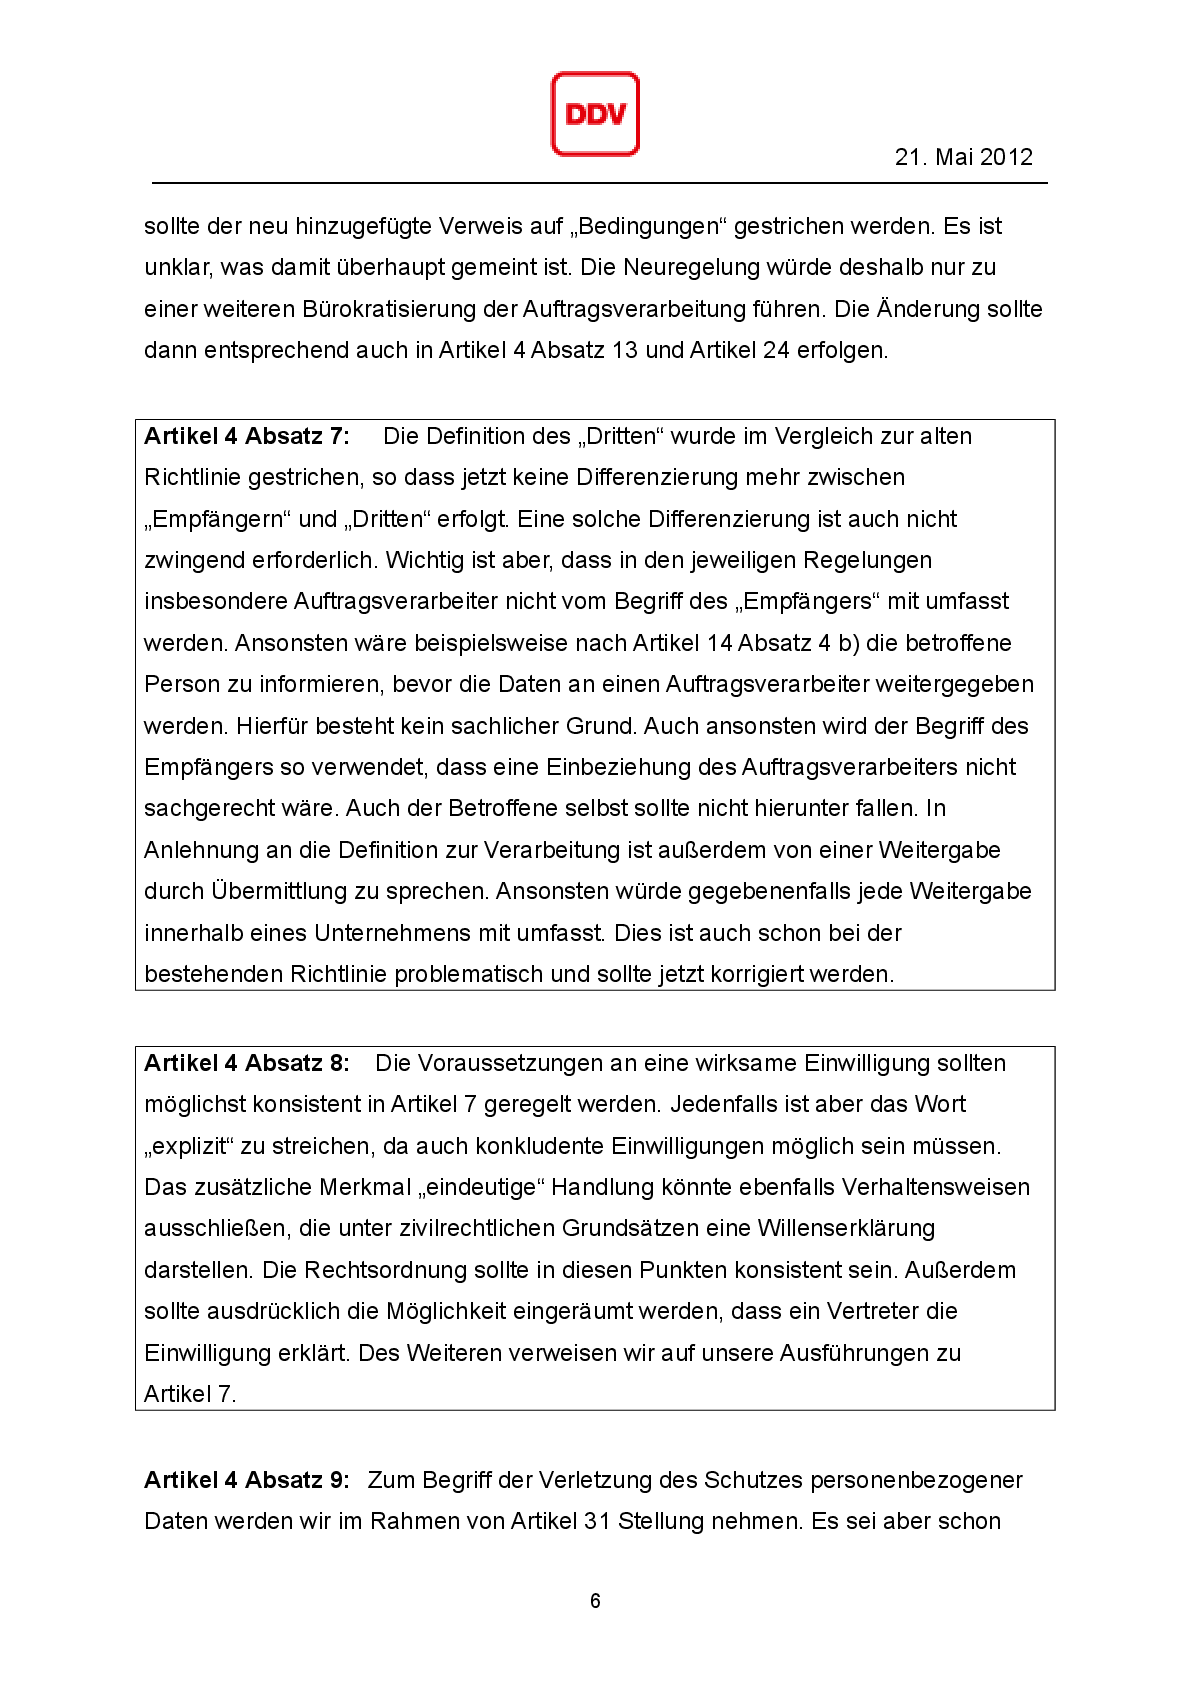 DDV
21. Mai 2012
sollte der neu hinzugefügte Verweis auf „Bedingungen“ gestrichen werden. Es ist
unklar, was damit überhaupt gemeint ist. Die Neuregelung würde deshalb nur zu
einer weiteren Bürokratisierung der Auftragsverarbeitung führen. Die Änderung sollte
dann entsprechend auch in Artikel 4 Absatz 13 und Artikel 24 erfolgen.
Artikel 4 Absatz 7: Die Definition des „Dritten“ wurde im Vergleich zur alten
Richtlinie gestrichen, so dass jetzt keine Differenzierung mehr zwischen
„Empfängern“ und „Dritten“ erfolgt. Eine solche Differenzierung ist auch nicht
zwingend erforderlich. Wichtig ist aber, dass in den jeweiligen Regelungen
insbesondere Auftragsverarbeiter nicht vom Begriff des „Empfängers“ mit umfasst
werden. Ansonsten wäre beispielsweise nach Artikel 14 Absatz 4 b) die betroffene
Person zu informieren, bevor die Daten an einen Auftragsverarbeiter weitergegeben
werden. Hierfür besteht kein sachlicher Grund. Auch ansonsten wird der Begriff des
Empfängers so verwendet, dass eine Einbeziehung des Auftragsverarbeiters nicht
sachgerecht wäre. Auch der Betroffene selbst sollte nicht hierunter fallen. In
Anlehnung an die Definition zur Verarbeitung ist außerdem von einer Weitergabe
durch Übermittlung zu sprechen. Ansonsten würde gegebenenfalls jede Weitergabe
innerhalb eines Unternehmens mit umfasst. Dies ist auch schon bei der
bestehenden Richtlinie problematisch und sollte jetzt korrigiert werden.
Artikel 4 Absatz 8: Die Voraussetzungen an eine wirksame Einwilligung sollten
möglichst konsistent in Artikel 7 geregelt werden. Jedenfalls ist aber das Wort
„explizit“ zu streichen, da auch konkludente Einwilligungen möglich sein müssen.
Das zusätzliche Merkmal „eindeutige“ Handlung könnte ebenfalls Verhaltensweisen
ausschließen, die unter zivilrechtlichen Grundsätzen eine Willenserklärung
darstellen. Die Rechtsordnung sollte in diesen Punkten konsistent sein. Außerdem
sollte ausdrücklich die Möglichkeit eingeräumt werden, dass ein Vertreter die
Einwilligung erklärt. Des Weiteren verweisen wir auf unsere Ausführungen zu
Artikel 7.
Artikel 4 Absatz 9: Zum Begriff der Verletzung des Schutzes personenbezogener
Daten werden wir im Rahmen von Artikel 31 Stellung nehmen. Es sei aber schon
6